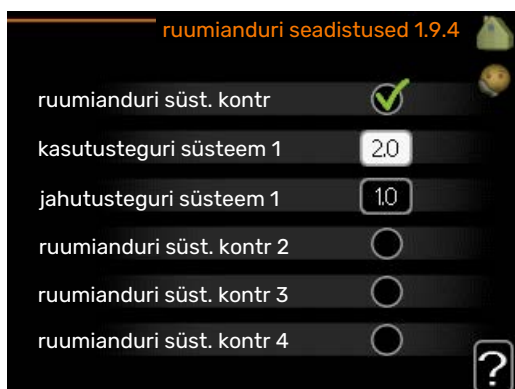 ruumianduri seadistused 1.9.4
ruumianduri süst. kontr
kasutusteguri süsteem 1 2.0
jahutusteguri süsteem 1 1.0
ruumianduri süst. kontr 2
ruumianduri süst. kontr 3
ruumianduri süst. kontr 4
?